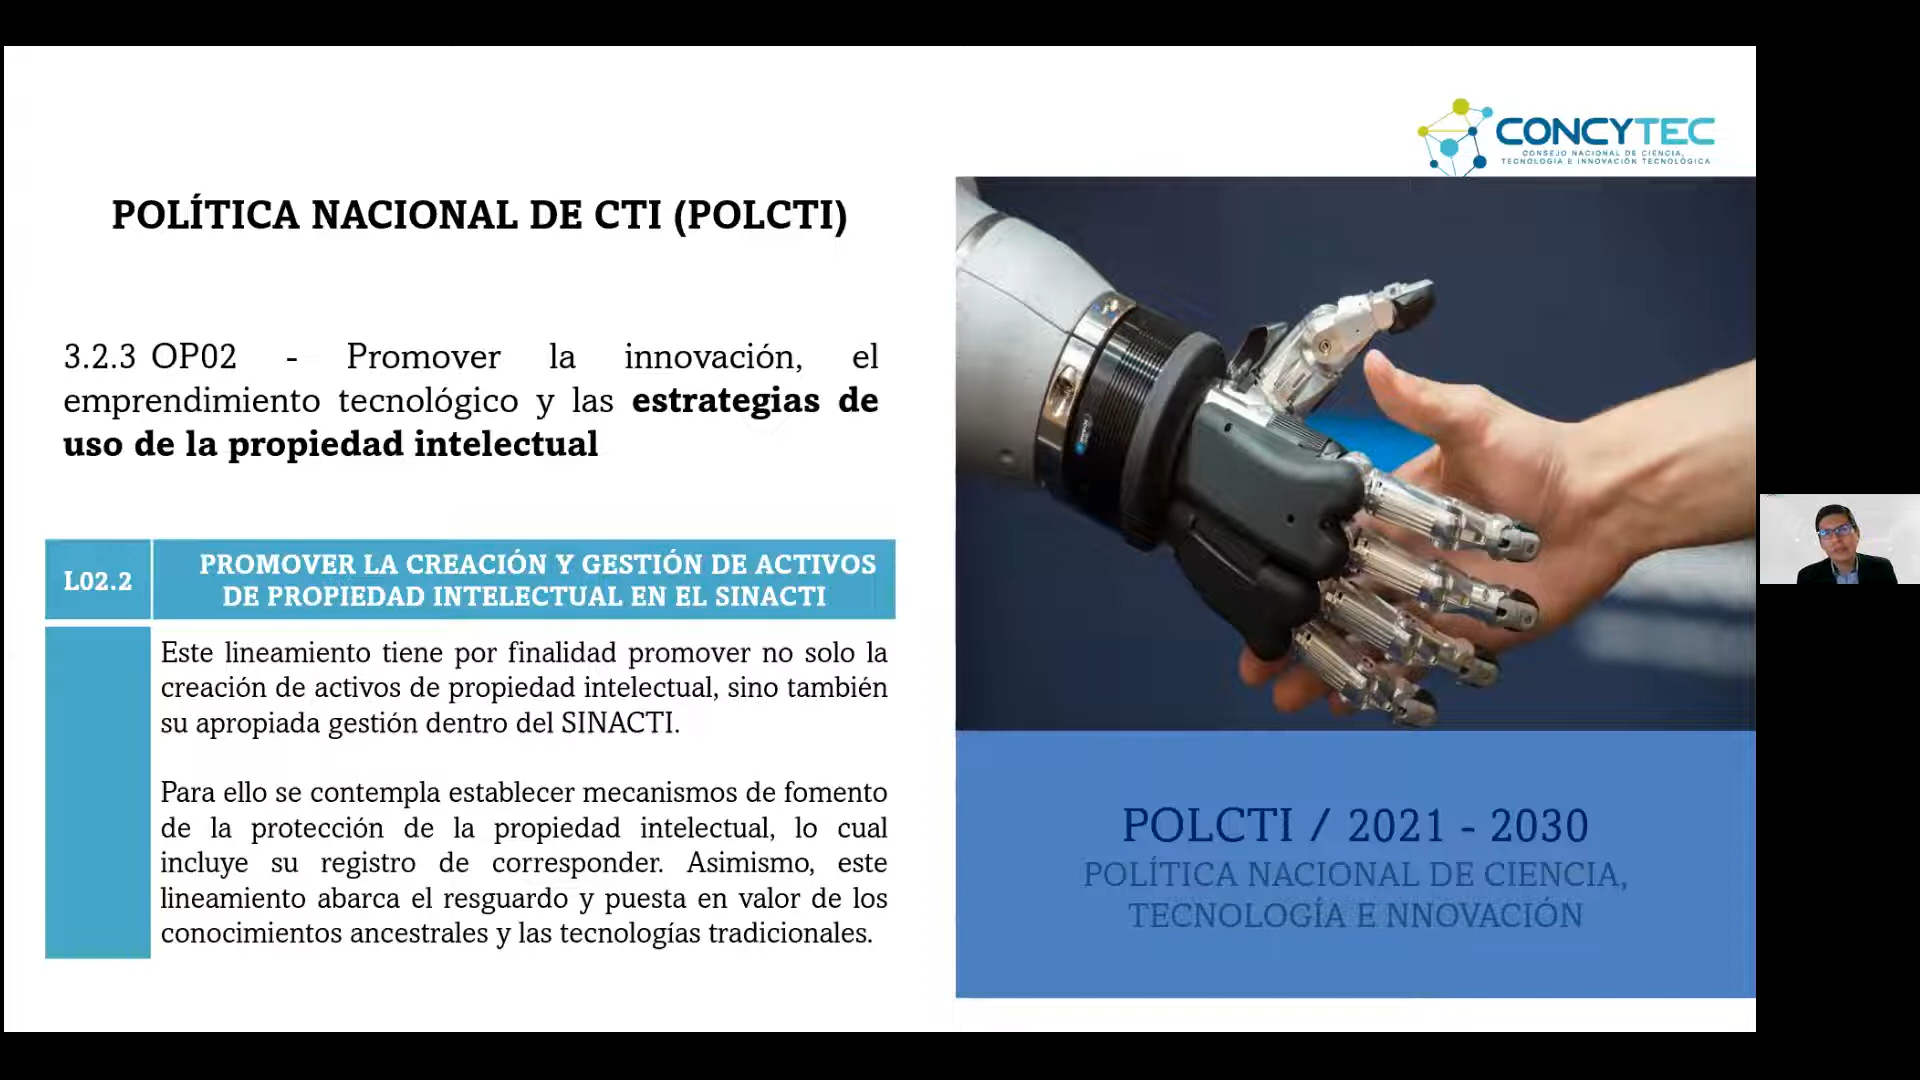 CONCYTEC
CONSEJO NACIONAL DE CIENCIA,
TECNOLOGÍA E INNOVACIÓN TECNOLÓGICA
POLÍTICA NACIONAL DE CTI (POLCTI)
3.2.3 OP02 - Promover la innovación, el
emprendimiento tecnológico y las estrategias de
uso de la propiedad intelectual
L02.2
PROMOVER LA CREACIÓN Y GESTIÓN DE ACTIVOS
DE PROPIEDAD INTELECTUAL EN EL SINACTI
Este lineamiento tiene por finalidad promover no solo la
creación de activos de propiedad intelectual, sino también
su apropiada gestión dentro del SINACTI.
Para ello se contempla establecer mecanismos de fomento
de la protección de la propiedad intelectual, lo cual
incluye su registro de corresponder. Asimismo, este
lineamiento abarca el resguardo y puesta en valor de los
conocimientos ancestrales y las tecnologías tradicionales.
POLCTI / 2021 - 2030
POLÍTICA NACIONAL DE CIENCIA,
TECNOLOGÍA E NNOVACIÓN